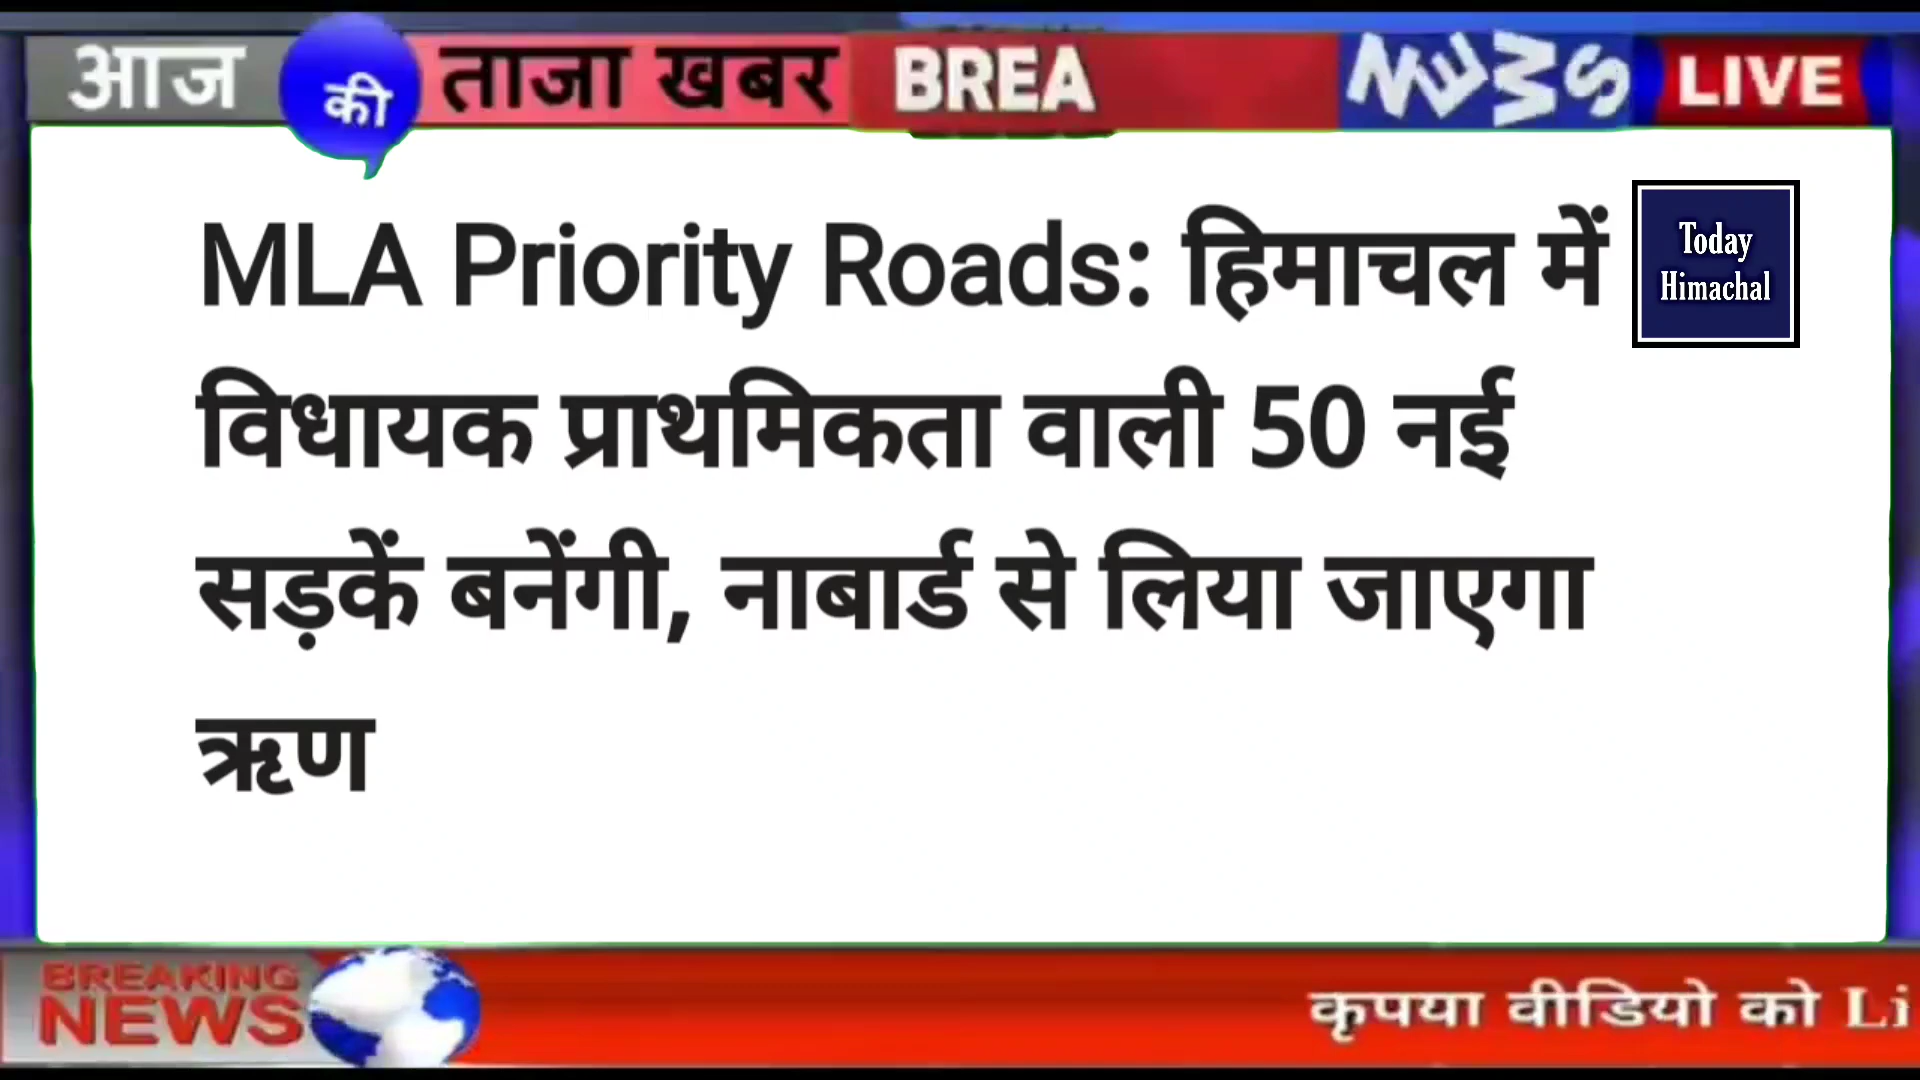 आज की ताजा खबर BREA NEWS LIVE
MLA Priority Roads: हिमाचल में
विधायक प्राथमिकता वाली 50 नई
सड़कें बनेंगी, नाबार्ड से लिया जाएगा
ऋण
Today
Himachal
BREAKING
NEWS
कृपया वीडियो को Li